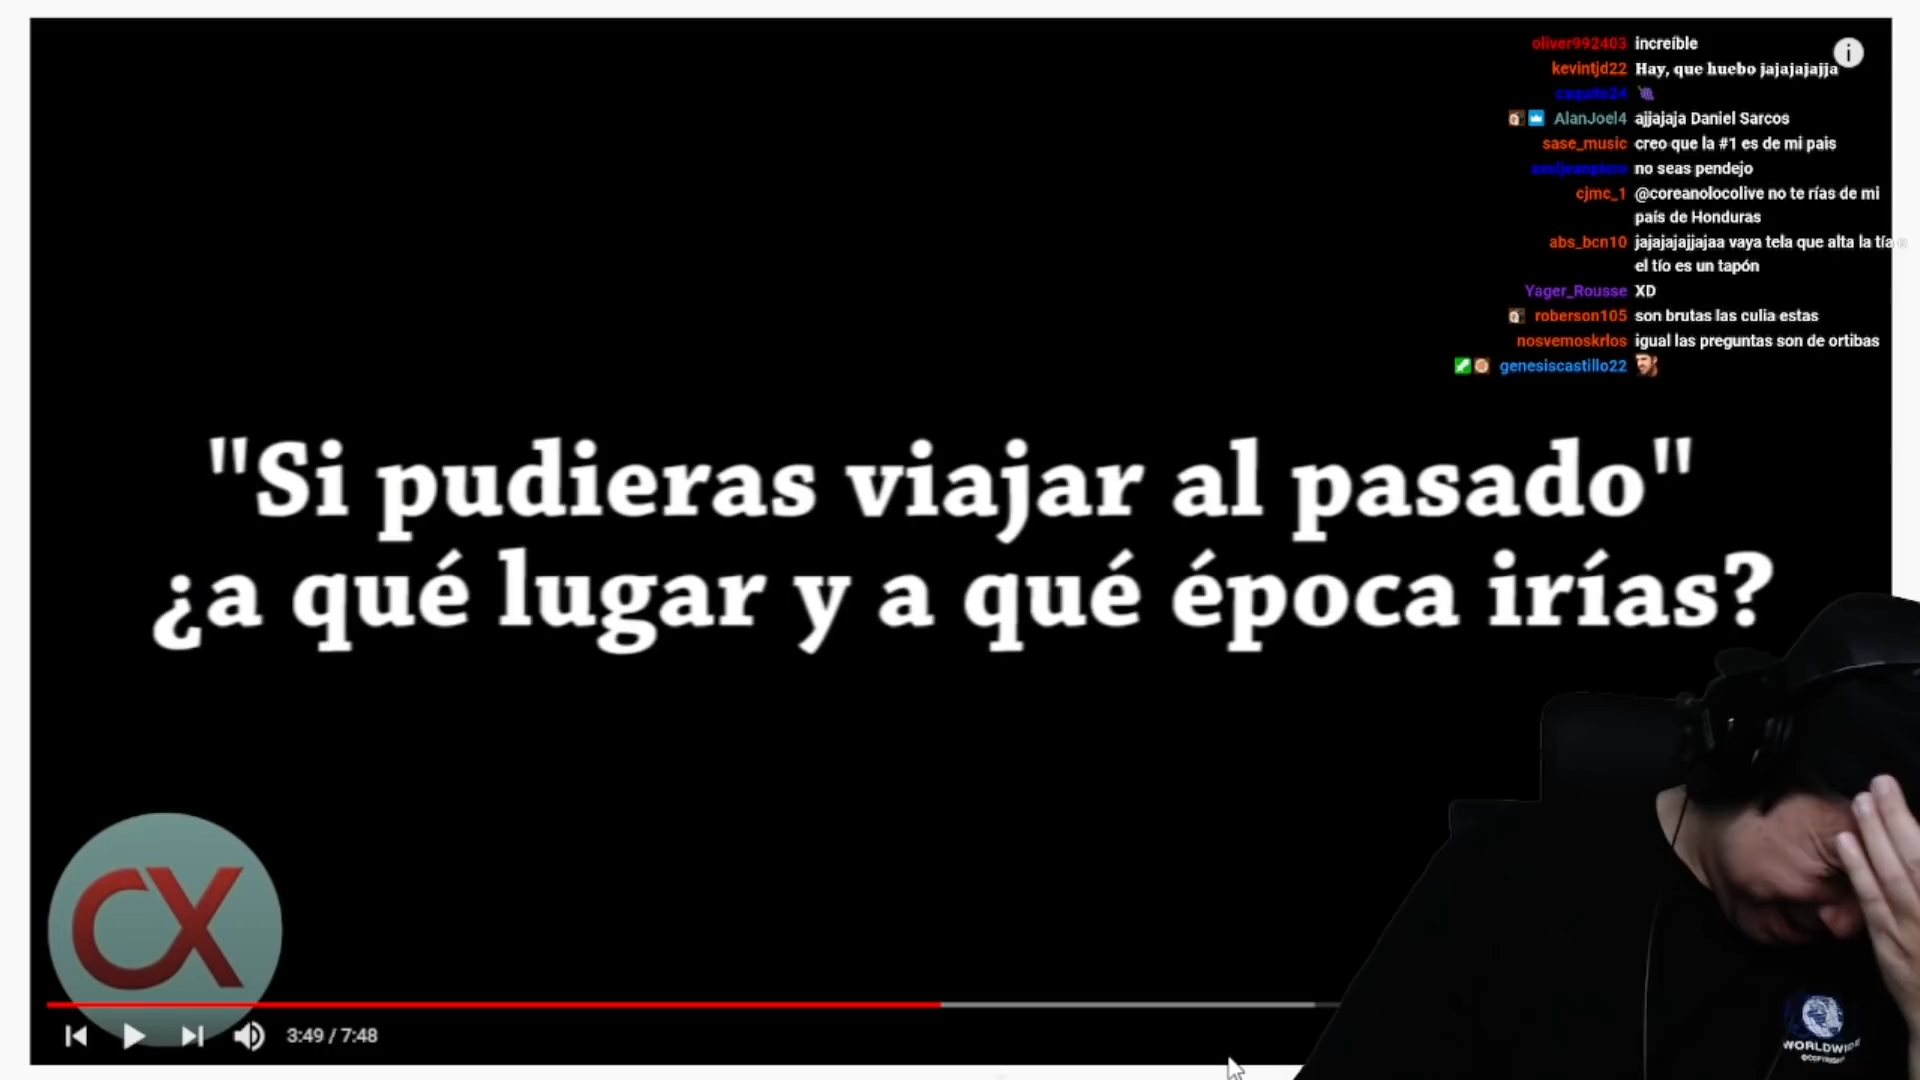 oliver992403 increíble
kevintjd22 Hay, que huebo jajajajajja
caquito24
AlanJoel4 ajjajaja Daniel Sarcos
sase_music creo que la #1 es de mi pais
no seas pendejo
cjmc_1 @coreanolocolive no te rías de mi
país de Honduras
abs_bcn10 jajajajajjajaa vaya tela que alta la tía o
el tío es un tapón
Yager_Rousse XD
roberson105 son brutas las culia estas
nosvemoskrlos igual las preguntas son de ortibas
genesiscastillo22
"Si pudieras viajar al pasado"
¿a qué lugar y a qué época irías?
CX
3:49 / 7:48